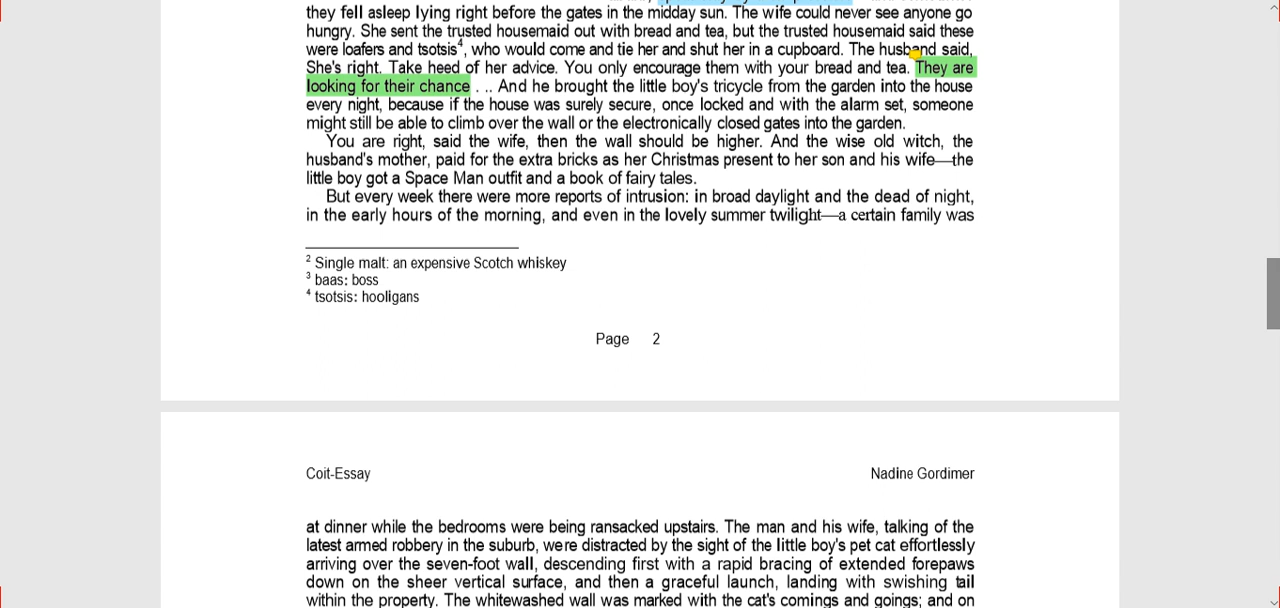 they fell asleep lying right before the gates in the midday sun. The wife could never see anyone go
hungry. She sent the trusted housemaid out with bread and tea, but the trusted housemaid said these
were loafers and tsotsis4, who would come and tie her and shut her in a cupboard. The husband said,
She's right. Take heed of her advice. You only encourage them with your bread and tea. They are
looking for their chance . .. And he brought the little boy's tricycle from the garden into the house
every night, because if the house was surely secure, once locked and with the alarm set, someone
might still be able to climb over the wall or the electronically closed gates into the garden.
You are right, said the wife, then the wall should be higher. And the wise old witch, the
husband's mother, paid for the extra bricks as her Christmas present to her son and his wife—the
little boy got a Space Man outfit and a book of fairy tales.
But every week there were more reports of intrusion: in broad daylight and the dead of night,
in the early hours of the morning, and even in the lovely summer twilight—a certain family was
2 Single malt: an expensive Scotch whiskey
3 baas: boss
4 tsotsis: hooligans
Page 2
Coit-Essay Nadine Gordimer
at dinner while the bedrooms were being ransacked upstairs. The man and his wife, talking of the
latest armed robbery in the suburb, were distracted by the sight of the little boy's pet cat effortlessly
arriving over the seven-foot wall, descending first with a rapid bracing of extended forepaws
down on the sheer vertical surface, and then a graceful launch, landing with swishing tail
within the property. The whitewashed wall was marked with the cat's comings and goings; and on